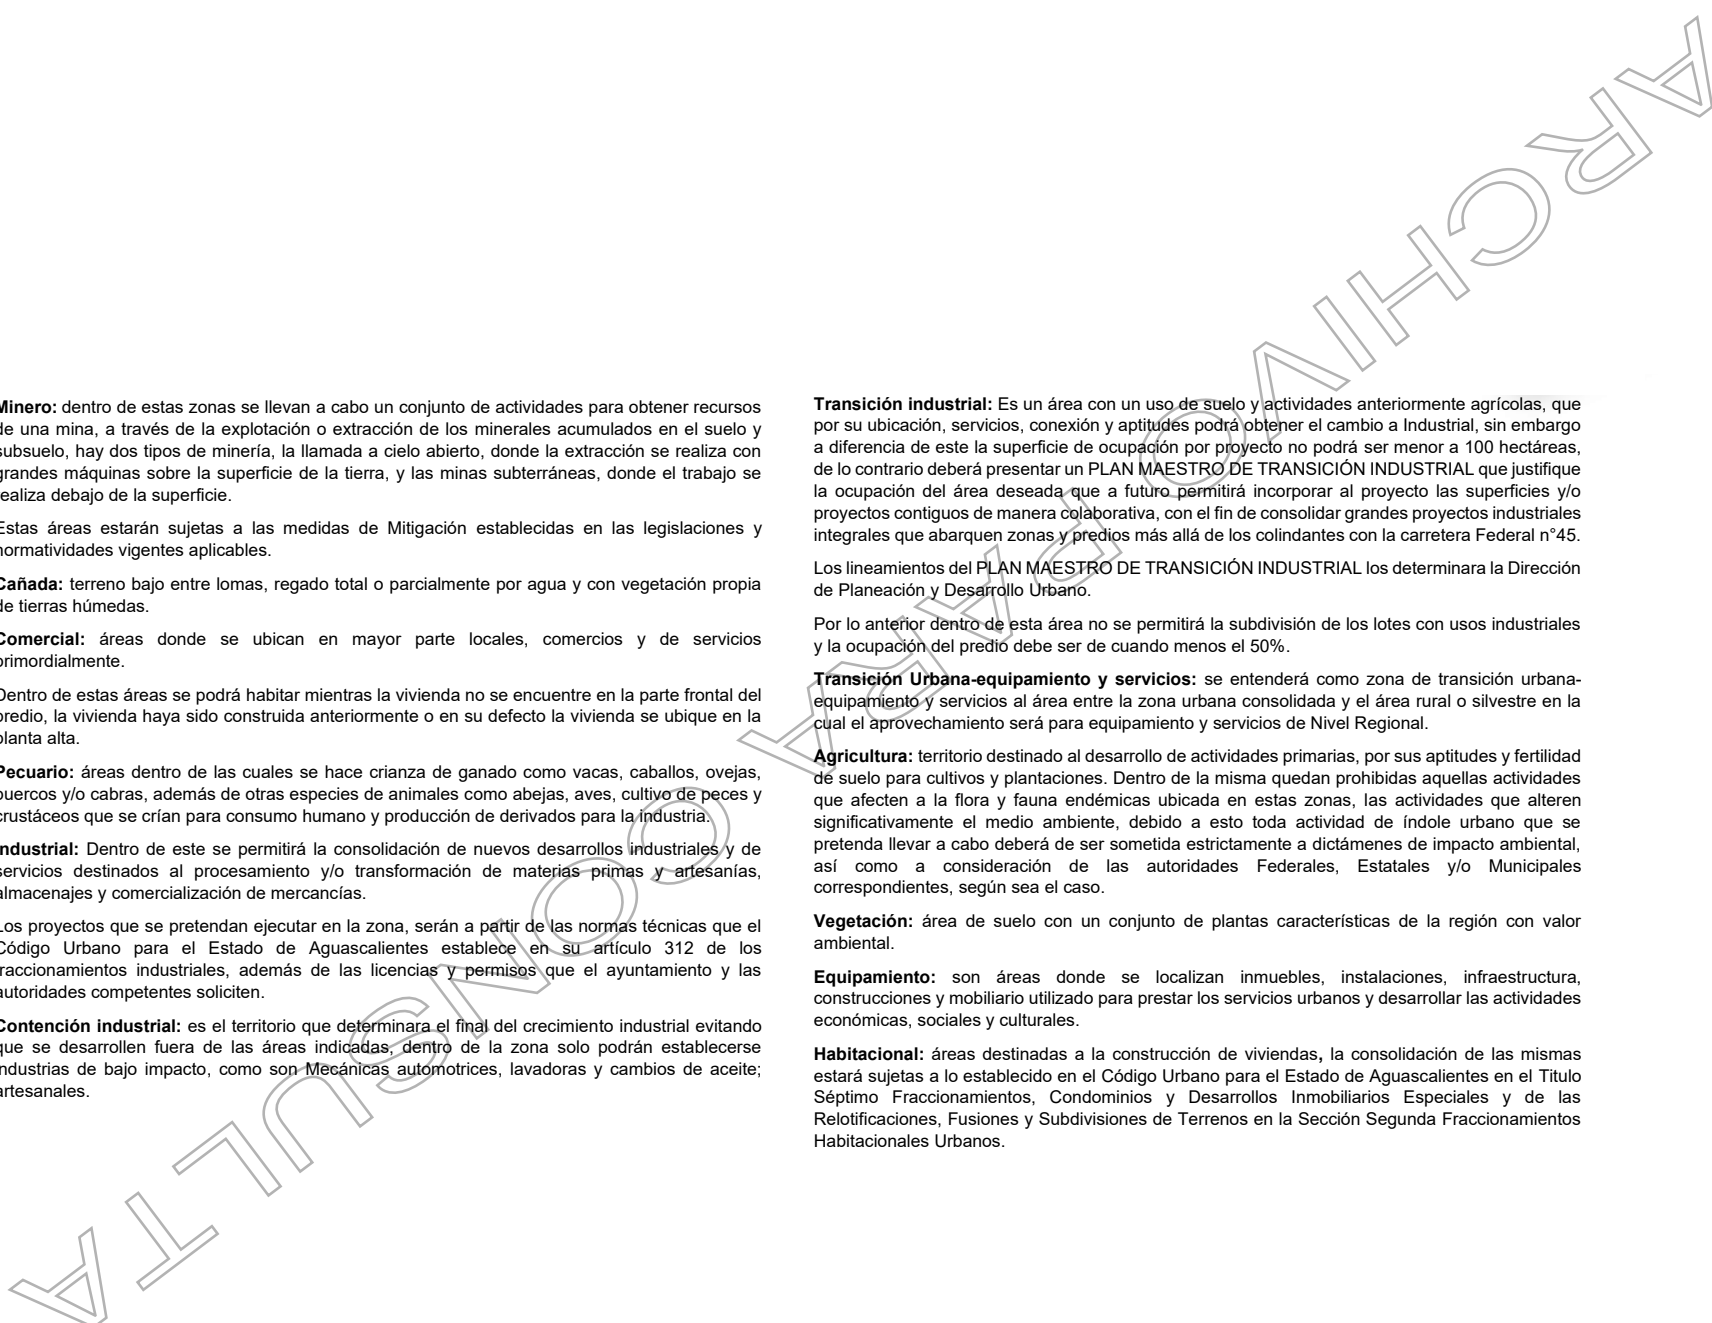 Minero: dentro de estas zonas se llevan a cabo un conjunto de actividades para obtener recursos
de una mina, a través de la explotación o extracción de los minerales acumulados en el suelo y
subsuelo, hay dos tipos de minería, la llamada a cielo abierto, donde la extracción se realiza con
grandes máquinas sobre la superficie de la tierra, y las minas subterráneas, donde el trabajo se
realiza debajo de la superficie.
Estas áreas estarán sujetas a las medidas de Mitigación establecidas en las legislaciones y
normatividades vigentes aplicables.
Cañada: terreno bajo entre lomas, regado total o parcialmente por agua y con vegetación propia
de tierras húmedas.
Comercial: áreas donde se ubican en mayor parte locales, comercios y de servicios
primordialmente.
Dentro de estas áreas se podrá habitar mientras la vivienda no se encuentre en la parte frontal del
predio, la vivienda haya sido construida anteriormente o en su defecto la vivienda se ubique en la
planta alta.
Pecuario: áreas dentro de las cuales se hace crianza de ganado como vacas, caballos, ovejas,
puercos y/o cabras, además de otras especies de animales como abejas, aves, cultivo de peces y
crustáceos que se crían para consumo humano y producción de derivados para la industria.
Industrial: Dentro de este se permitirá la consolidación de nuevos desarrollos industriales y de
servicios destinados al procesamiento y/o transformación de materias primas y artesanías,
almacenajes y comercialización de mercancías.
Los proyectos que se pretendan ejecutar en la zona, serán a partir de las normas técnicas que el
Código Urbano para el Estado de Aguascalientes establece en su artículo 312 de los
fraccionamientos industriales, además de las licencias y permisos que el ayuntamiento y las
autoridades competentes soliciten.
Contención industrial: es el territorio que determinara el final del crecimiento industrial evitando
que se desarrollen fuera de las áreas indicadas, dentro de la zona solo podrán establecerse
industrias de bajo impacto, como son Mecánicas automotrices, lavadoras y cambios de aceite;
artesanales.
Transición industrial: Es un área con un uso de suelo y actividades anteriormente agrícolas, que
por su ubicación, servicios, conexión y aptitudes podrá obtener el cambio a Industrial, sin embargo
a diferencia de este la superficie de ocupación por proyecto no podrá ser menor a 100 hectáreas,
de lo contrario deberá presentar un PLAN MAESTRO DE TRANSICIÓN INDUSTRIAL que justifique
la ocupación del área deseada que a futuro permitirá incorporar al proyecto las superficies y/o
proyectos contiguos de manera colaborativa, con el fin de consolidar grandes proyectos industriales
integrales que abarquen zonas y predios más allá de los colindantes con la carretera Federal n°45.
Los lineamientos del PLAN MAESTRO DE TRANSICIÓN INDUSTRIAL los determinara la Dirección
de Planeación y Desarrollo Urbano.
Por lo anterior dentro de esta área no se permitirá la subdivisión de los lotes con usos industriales
y la ocupación del predio debe ser de cuando menos el 50%.
Transición Urbana-equipamiento y servicios: se entenderá como zona de transición urbana-
equipamiento y servicios al área entre la zona urbana consolidada y el área rural o silvestre en la
cual el aprovechamiento será para equipamiento y servicios de Nivel Regional.
Agricultura: territorio destinado al desarrollo de actividades primarias, por sus aptitudes y fertilidad
de suelo para cultivos y plantaciones. Dentro de la misma quedan prohibidas aquellas actividades
que afecten a la flora y fauna endémicas ubicada en estas zonas, las actividades que alteren
significativamente el medio ambiente, debido a esto toda actividad de índole urbano que se
pretenda llevar a cabo deberá de ser sometida estrictamente a dictámenes de impacto ambiental,
así como a consideración de las autoridades Federales, Estatales y/o Municipales
correspondientes, según sea el caso.
Vegetación: área de suelo con un conjunto de plantas características de la región con valor
ambiental.
Equipamiento: son áreas donde se localizan inmuebles, instalaciones, infraestructura,
construcciones y mobiliario utilizado para prestar los servicios urbanos y desarrollar las actividades
económicas, sociales y culturales.
Habitacional: áreas destinadas a la construcción de viviendas, la consolidación de las mismas
estará sujetas a lo establecido en el Código Urbano para el Estado de Aguascalientes en el Titulo
Séptimo Fraccionamientos, Condominios y Desarrollos Inmobiliarios Especiales y de las
Relotificaciones, Fusiones y Subdivisiones de Terrenos en la Sección Segunda Fraccionamientos
Habitacionales Urbanos.
ARCHIVO PARA CONSULTA